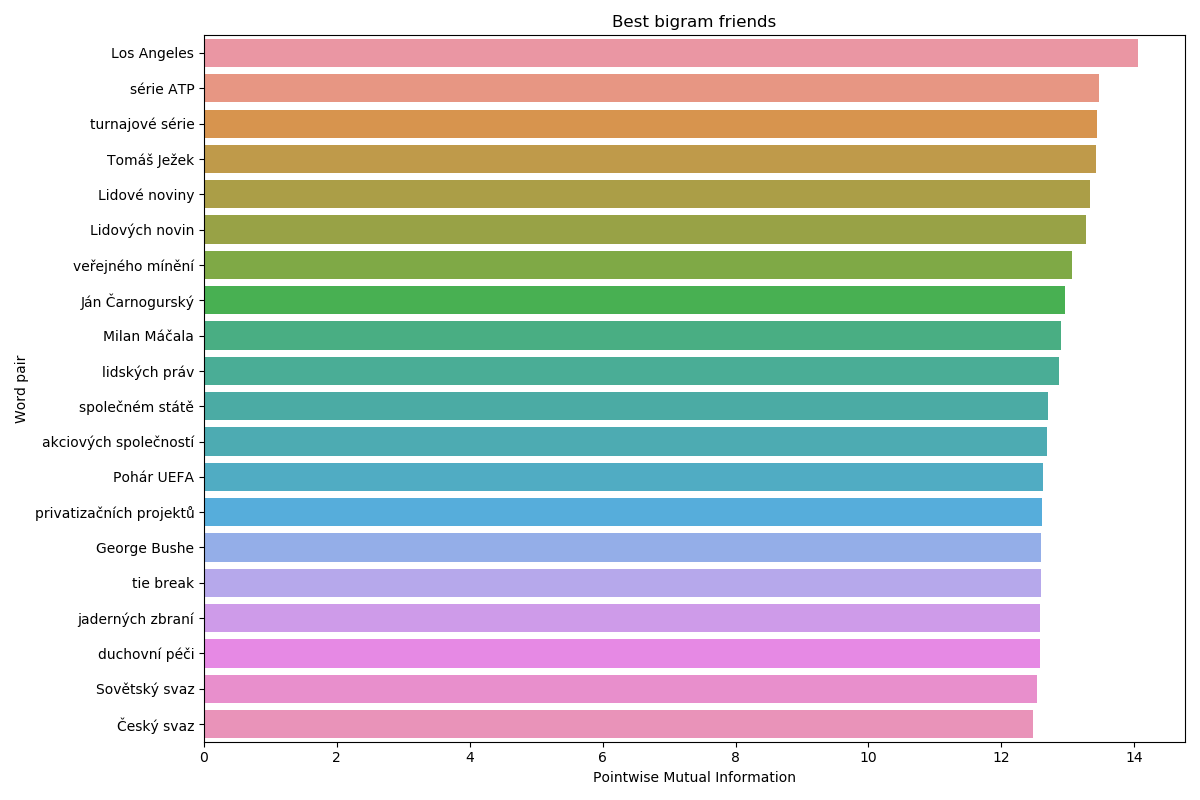 Best bigram friends
Los Angeles
série ATP
turnajové série
Tomáš Ježek
Lidové noviny
Lidových novin
veřejného mínění
Ján Čarnogurský
Milan Máčala
lidských práv
společném státě
akciových společností
Pohár UEFA
privatizačních projektů
George Bushe
tie break
jaderných zbraní
duchovní péči
Sovětský svaz
Český svaz
Word pair
0 2 4 6 8 10 12 14
Pointwise Mutual Information